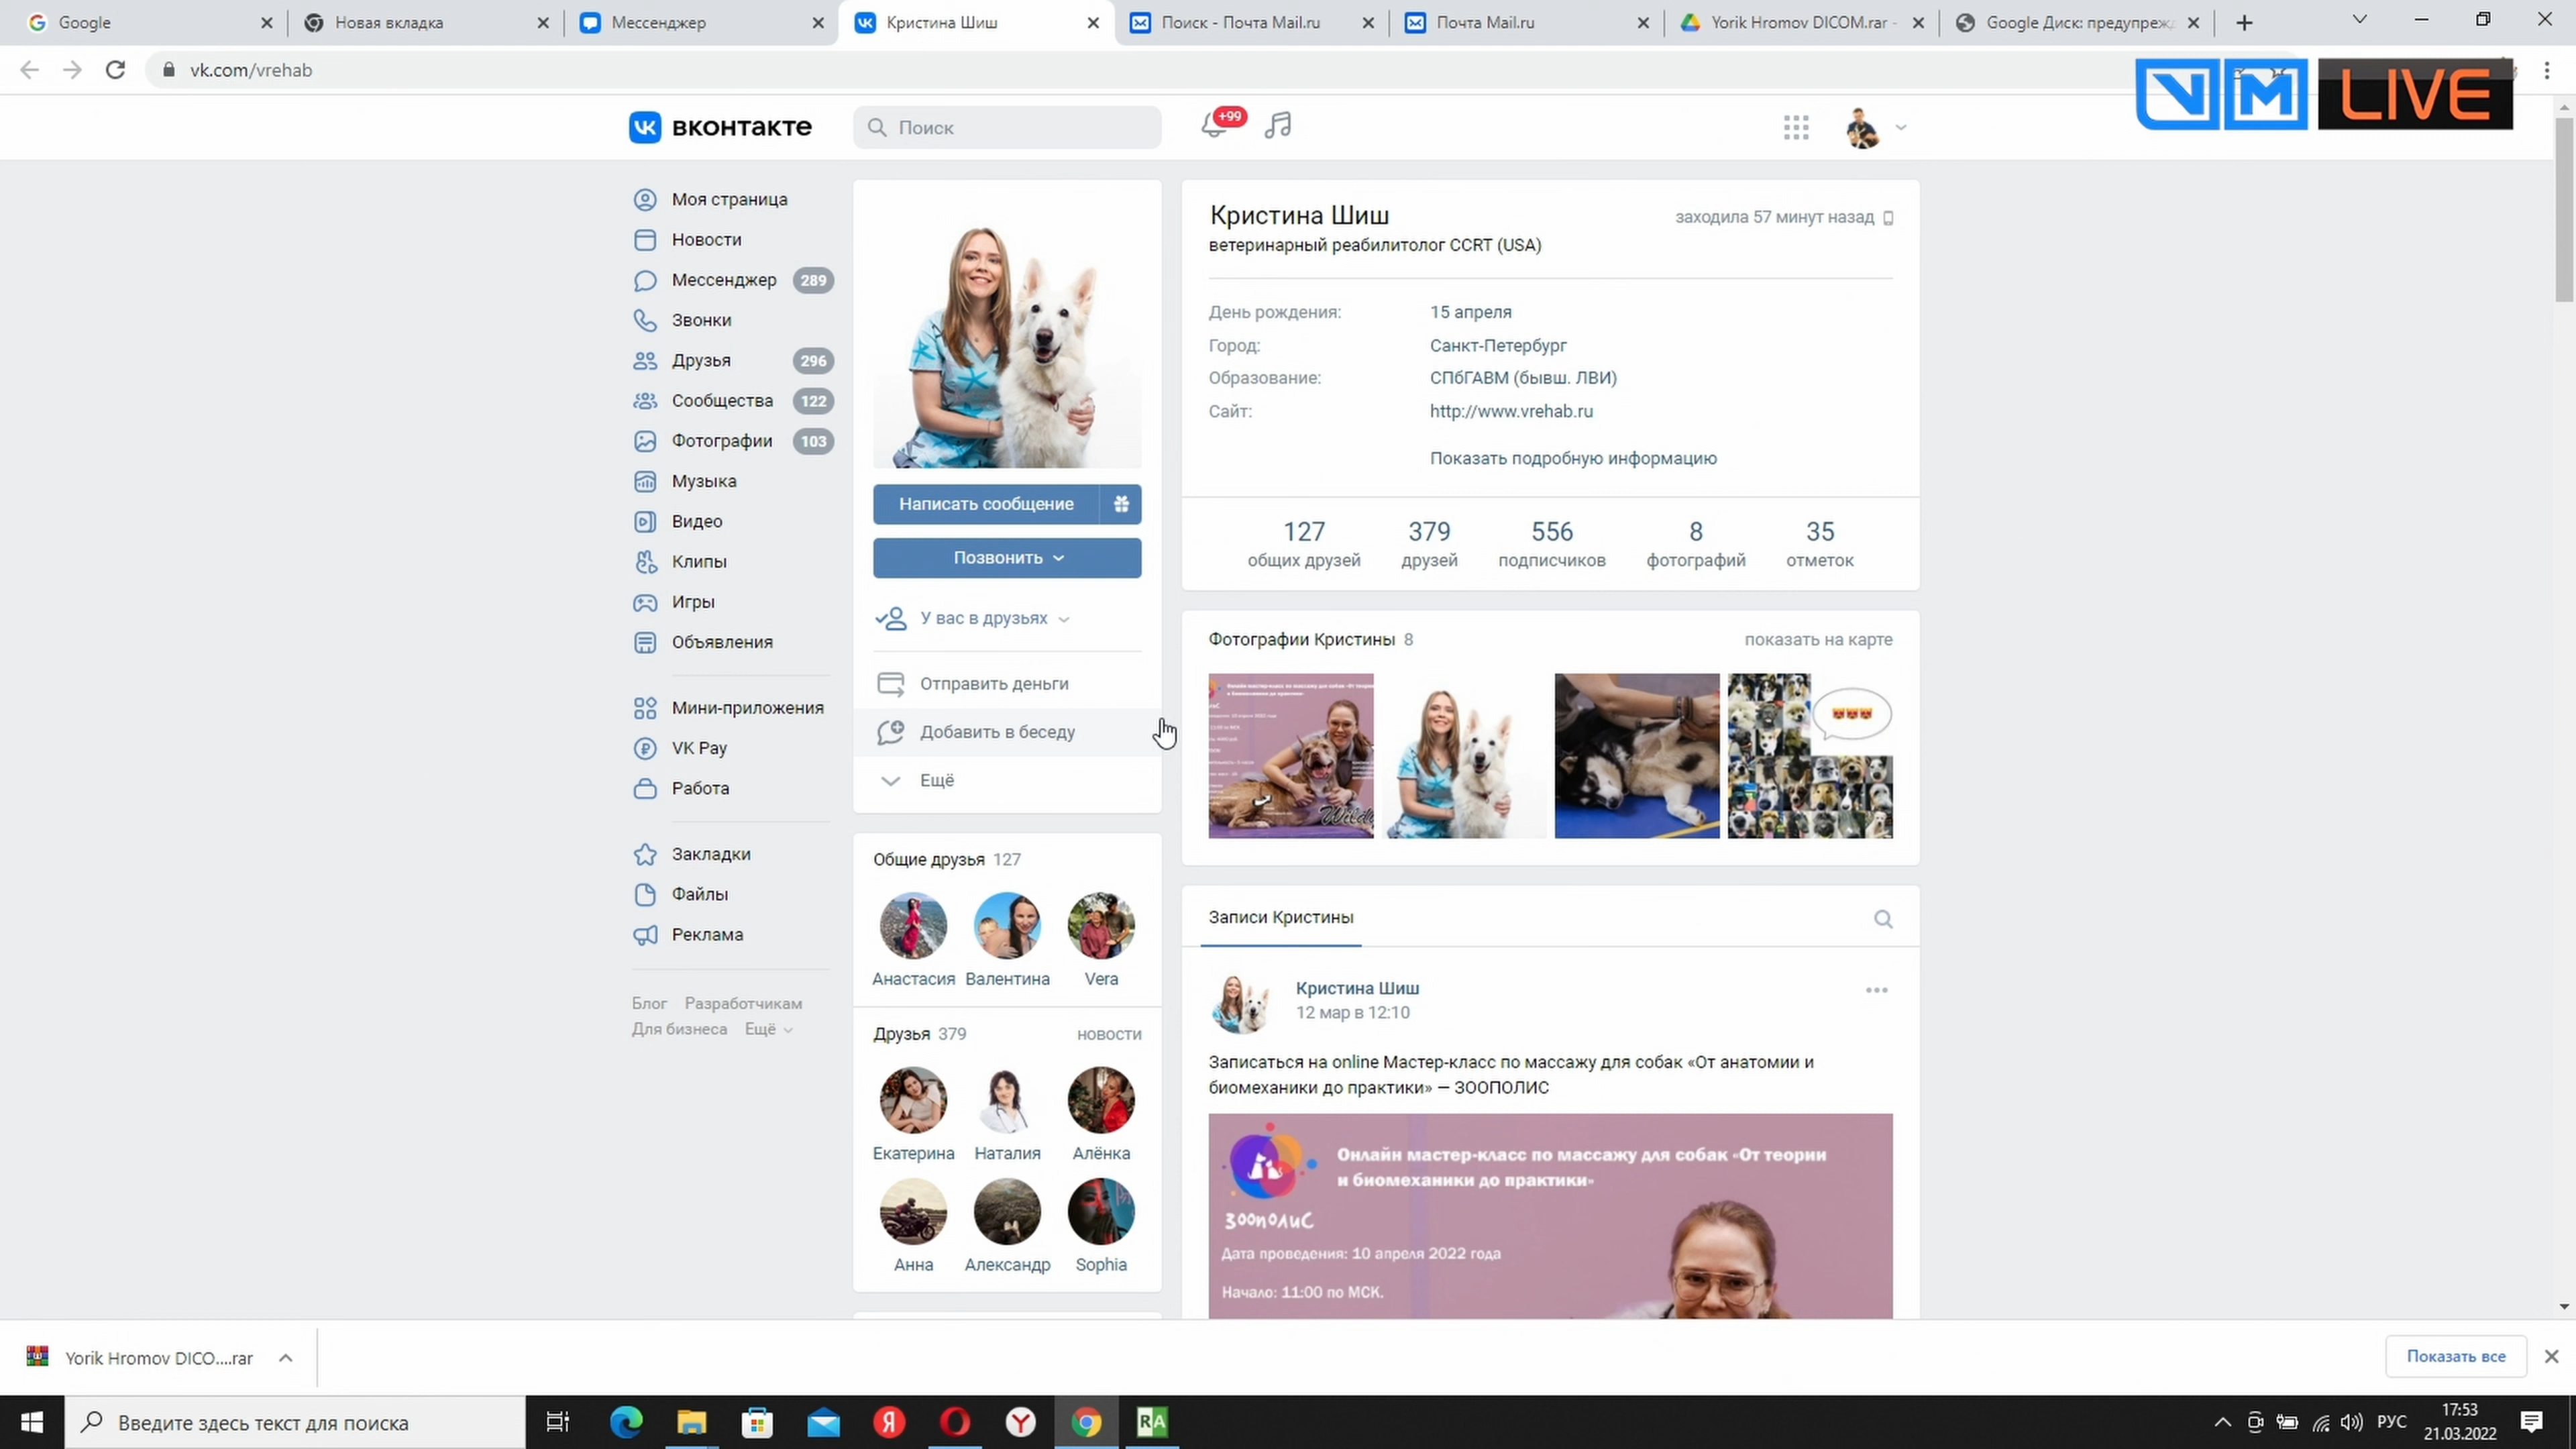 Google
Новая вкладка
Мессенджер
Кристина Шиш
Поиск - Почта Mail.ru
Почта Mail.ru
Yorik Hromov DICOM.rar -
Google Диск: предупрежд
vk.com/vrehab
VM LIVE
вконтакте
Поиск
+99
Моя страница
Новости
Мессенджер 289
Звонки
Друзья 296
Сообщества 122
Фотографии 103
Музыка
Видео
Клипы
Игры
Объявления
Мини-приложения
VK Pay
Работа
Закладки
Файлы
Реклама
Блог Разработчикам
Для бизнеса Ещё
Написать сообщение
Позвонить
У вас в друзьях
Отправить деньги
Добавить в беседу
Ещё
Общие друзья 127
Анастасия Валентина Vera
Друзья 379 новости
Екатерина Наталия Алёнка
Анна Александр Sophia
Кристина Шиш
заходила 57 минут назад
ветеринарный реабилитолог CCRT (USA)
День рождения: 15 апреля
Город: Санкт-Петербург
Образование: СПбГАВМ (бывш. ЛВИ)
Сайт: http://www.vrehab.ru
Показать подробную информацию
127 379 556 8 35
общих друзей друзей подписчиков фотографий отметок
Фотографии Кристины 8 показать на карте
Записи Кристины
Кристина Шиш
12 мар в 12:10
Записаться на online Мастер-класс по массажу для собак «От анатомии и
биомеханики до практики» — ЗООПОЛИС
Онлайн мастер-класс по массажу для собак «От теории
и биомеханики до практики»
ЗООПОЛИС
Дата проведения: 10 апреля 2022 года
Начало: 11:00 по МСК.
Yorik Hromov DICO....rar
Показать все
Введите здесь текст для поиска
РУС
17:53
21.03.2022